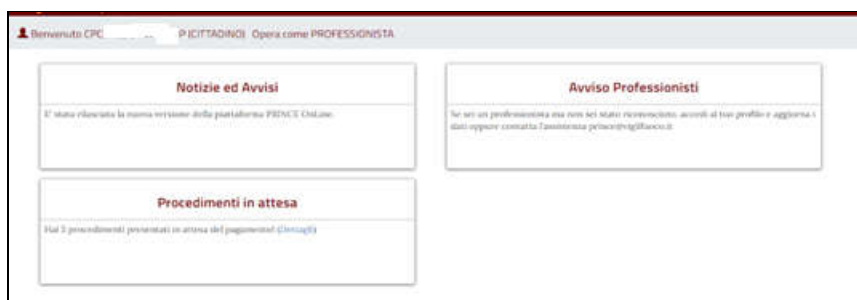 Benvenuto CPC P (CITTADINO) Opera come PROFESSIONISTA
Notizie ed Avvisi
E' stata rilasciata la nuova versione della piattaforma PRINCE OnLine.
Avviso Professionisti
Se sei un professionista ma non sei stato riconosciuto, accedi al tuo profilo e aggiorna i
dati oppure contatta l'assistenza prince@vigilfuoco.it
Procedimenti in attesa
Hai 5 procedimenti presentati in attesa del pagamento! (Dettagli)